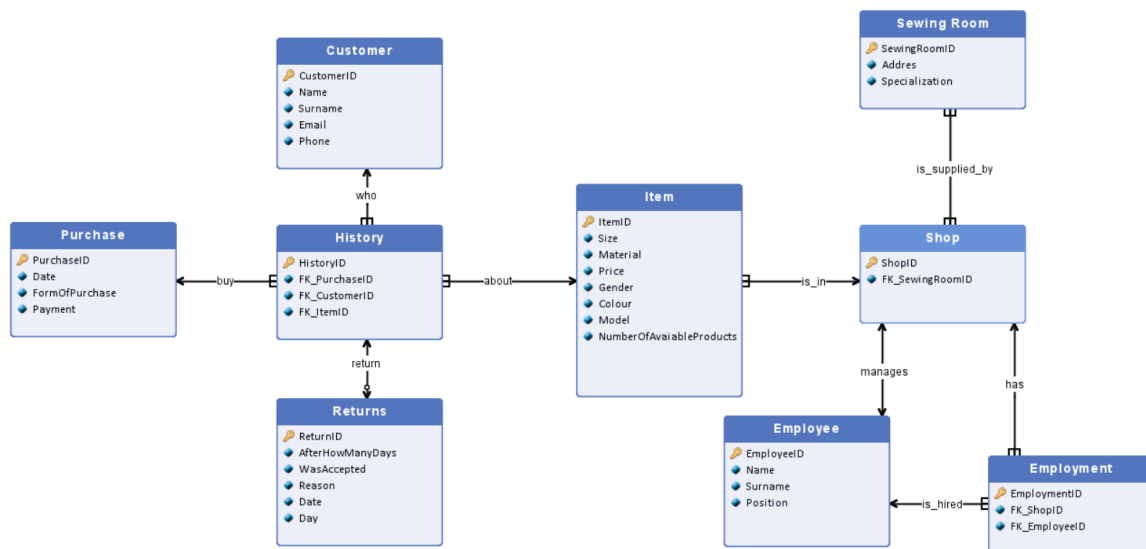 Sewing Room
SewingRoomID
Addres
Specialization
Customer
CustomerID
Name
Surname
Email
Phone
is_supplied_by
who
Item
ItemID
Size
Material
Price
Gender
Colour
Model
NumberOfAvaiableProducts
Purchase
PurchaseID
Date
FormOfPurchase
Payment
buy
History
HistoryID
FK_PurchaseID
FK_CustomerID
FK_ItemID
about
is_in
Shop
ShopID
FK_SewingRoomID
return
manages
has
Returns
ReturnID
AfterHowManyDays
WasAccepted
Reason
Date
Day
Employee
EmployeeID
Name
Surname
Position
is_hired
Employment
EmploymentID
FK_ShopID
FK_EmployeeID